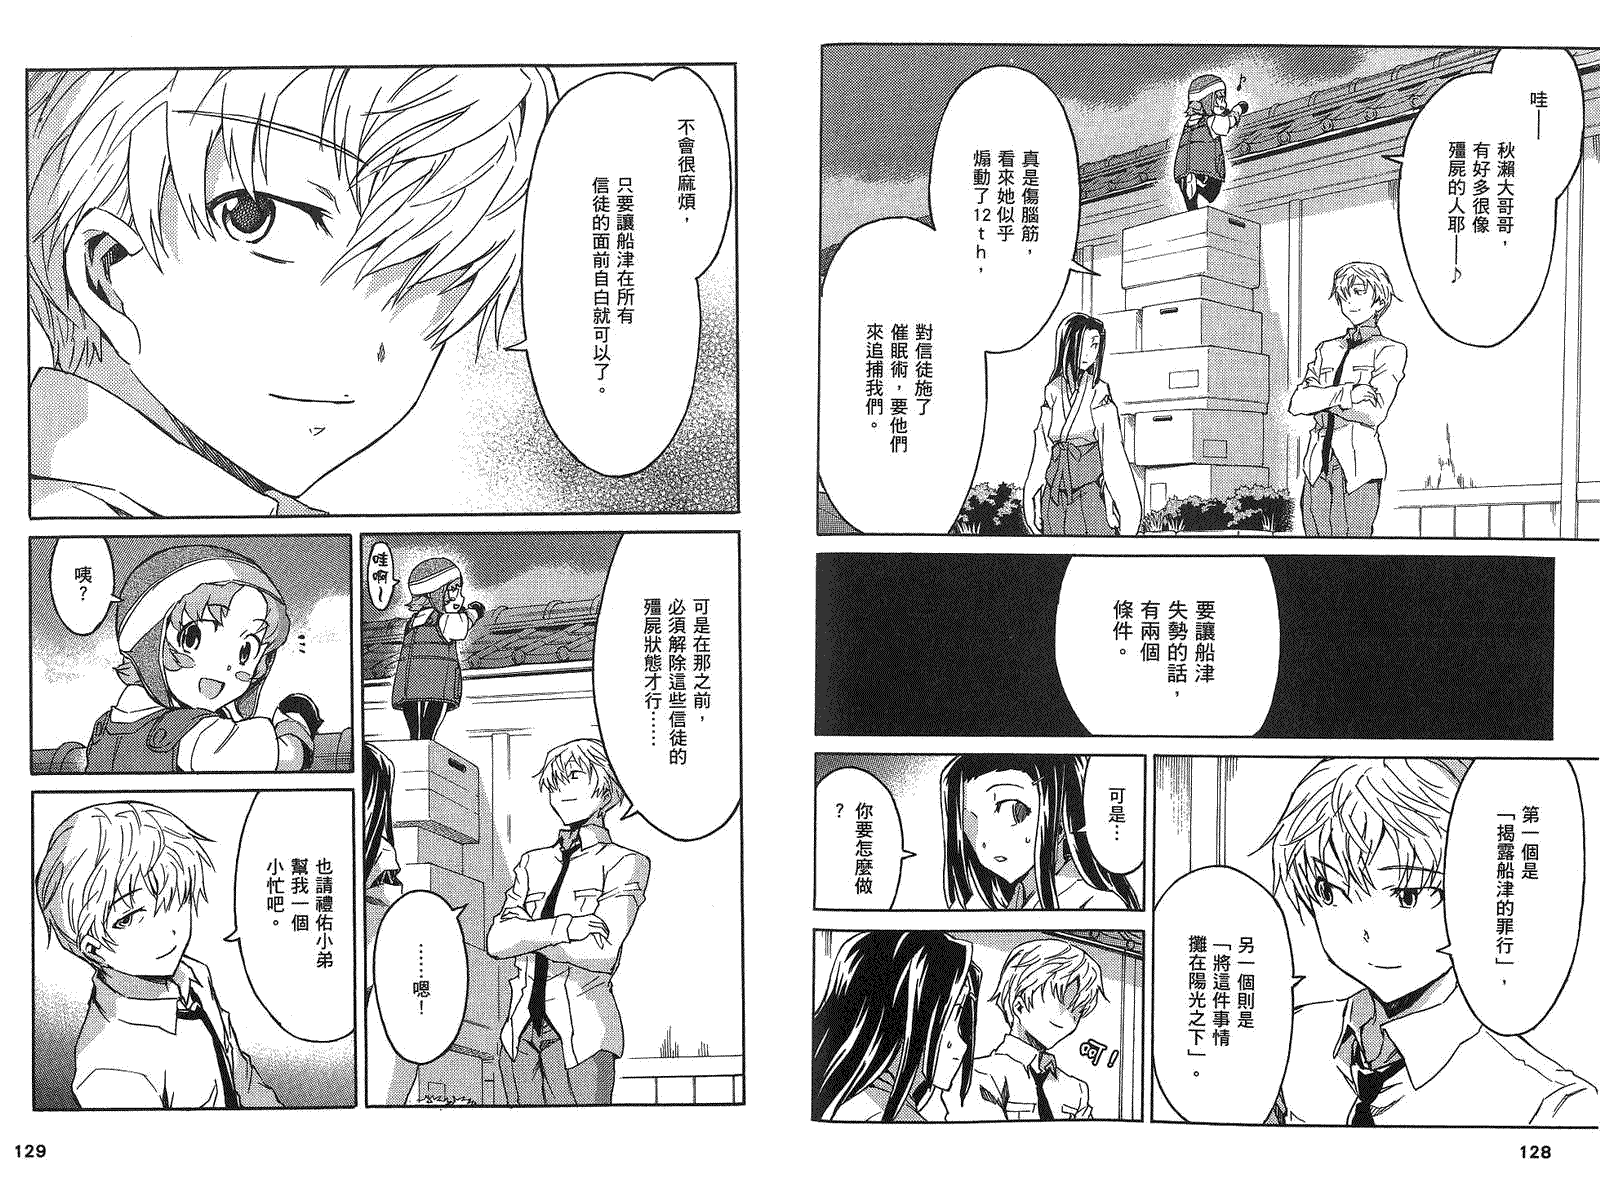 哇──
秋瀨大哥哥，
有好多很像
殭屍的人耶──♪
♪
真是傷腦筋，
看來她似乎
煽動了12th，
對信徒施了
催眠術，要他們
來追捕我們。
要讓船津
失勢的話，
有兩個
條件。
第一個是
「揭露船津的罪行」，
另一個則是
「將這件事情
攤在陽光之下」。
可是…
你要怎麼做
？
呵！
128
不會很麻煩，
只要讓船津在所有
信徒的面前自白就可以了。
可是在那之前，
必須解除這些信徒的
殭屍狀態才行……
哇啊～
……嗯！
咦？
也請禮佑小弟
幫我一個
小忙吧。
129